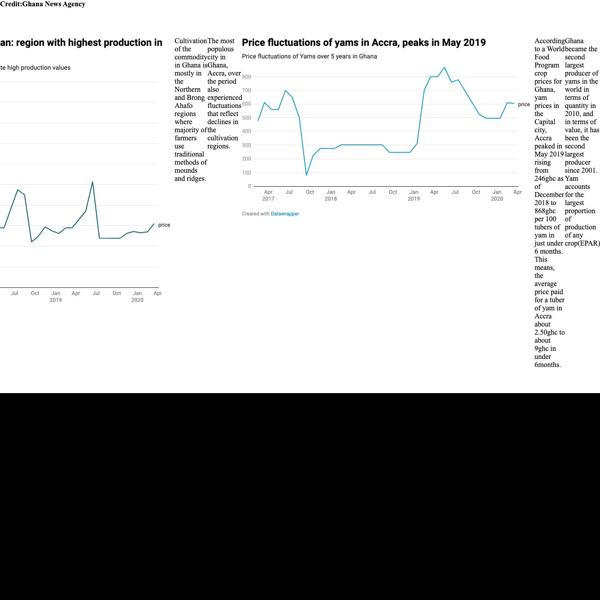 Credit:Ghana News Agency
an: region with highest production in
te high production values
Jul Oct Jan Apr Jul Oct Jan Apr
2019 2020
price
Cultivation
of the
commodity
in Ghana is
mostly in
the
Northern
and Brong
Ahafo
regions
where
majority of
farmers
use
traditional
methods of
mounds
and ridges.
The most
populous
city in
Ghana,
Accra, over
the period
also
experienced
fluctuations
that reflect
declines in
the
cultivation
regions.
Price fluctuations of yams in Accra, peaks in May 2019
Price fluctuations of Yarns over 5 years in Ghana
800
700
600
500
400
300
200
100
0
Apr Jul Oct Jan Apr Jul Oct Jan Apr Jul Oct Jan Apr
2017 2018 2019 2020
price
Created with Datawrapper
According
to a World
Food
Program
crop
prices for
Ghana,
yam
prices in
the
Capital
city,
Accra
peaked in
May 2019
rising
from
246ghc as
of
December
2018 to
868ghc
per 100
tubers of
yam in
just under
6 months.
This
means,
the
average
price paid
for a tuber
of yam in
Accra
about
2.50ghc to
about
9ghc in
under
6months.
Ghana
became the
second
largest
producer of
yams in the
world in
terms of
quantity in
2010, and
in terms of
value, it has
been the
second
largest
producer
since 2001.
Yam
accounts
for the
largest
proportion
of
production
of any
crop(EPAR)